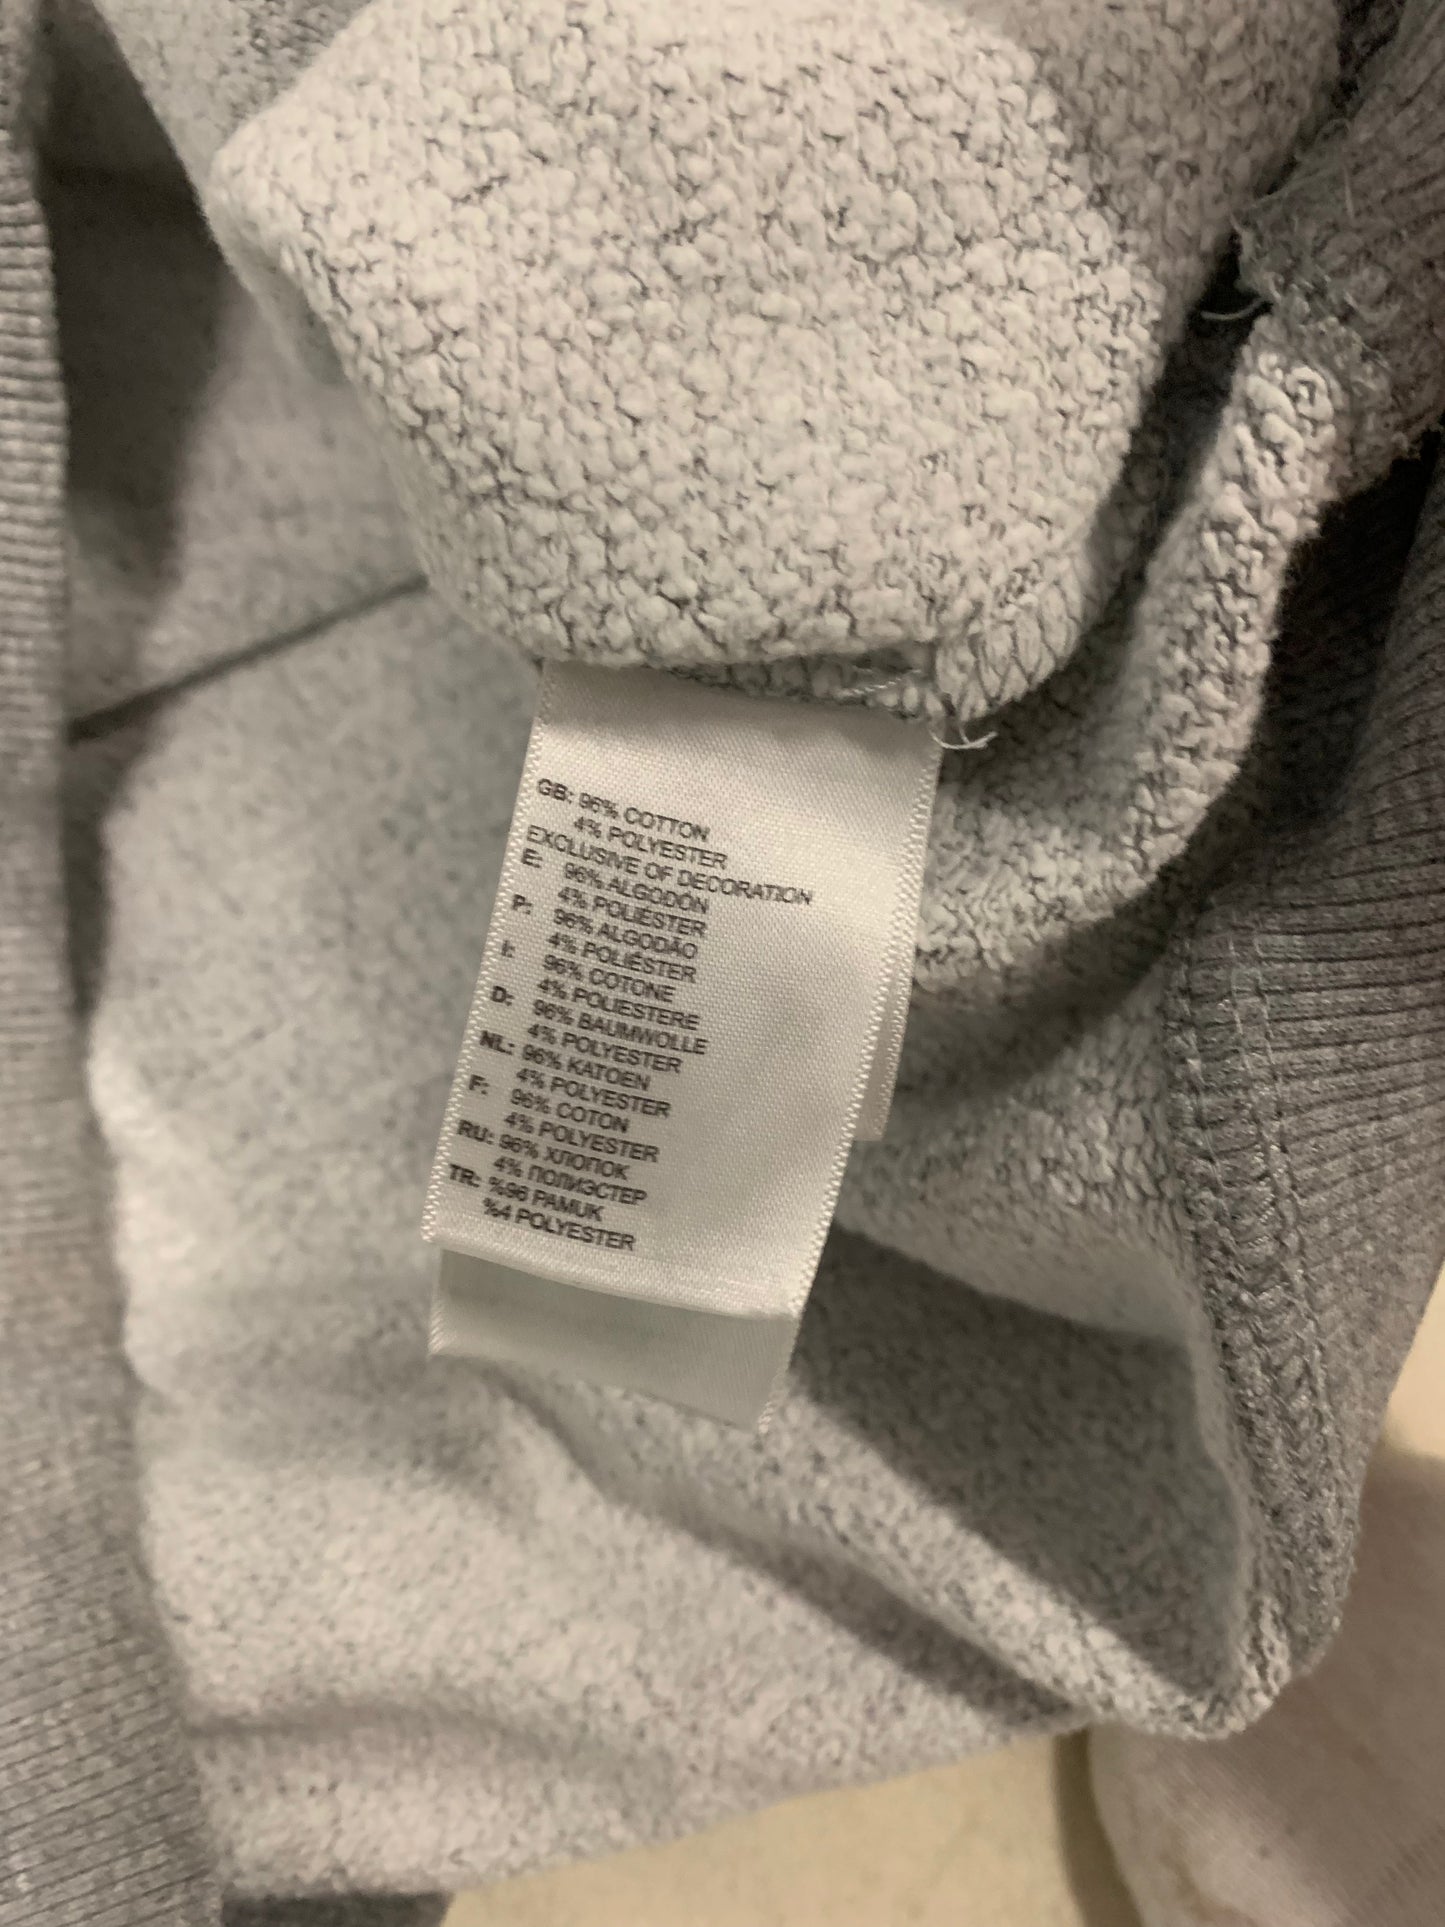 GB: 96% COTTON
4% POLYESTER
EXCLUSIVE OF DECORATION
E: 96% ALGODÓN
4% POLIÉSTER
P: 96% ALGODÃO
4% POLIÉSTER
I: 96% COTONE
4% POLIESTERE
D: 96% BAUMWOLLE
4% POLYESTER
NL: 96% KATOEN
4% POLYESTER
F: 96% COTON
4% POLYESTER
RU: 96% ХЛОПОК
4% ПОЛИЭСТЕР
TR: %96 PAMUK
%4 POLYESTER